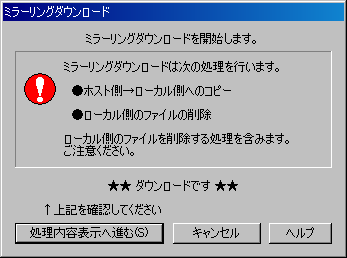 ミラーリングダウンロード
ミラーリングダウンロードを開始します。
ミラーリングダウンロードは次の処理を行います。
●ホスト側→ローカル側へのコピー
●ローカル側のファイルの削除
ローカル側のファイルを削除する処理を含みます。
ご注意ください。
★★ ダウンロードです ★★
↑上記を確認してください
処理内容表示へ進む(S)
キャンセル
ヘルプ